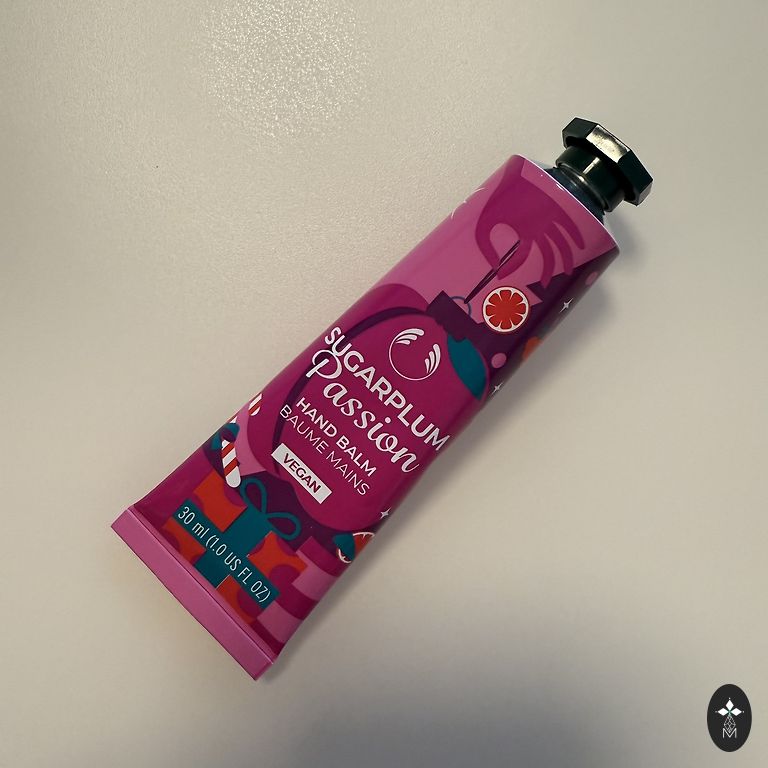 SUGARPLUM
Passion
HAND BALM
BAUME MAINS
VEGAN
30 ml (1.0 US FL OZ)
M